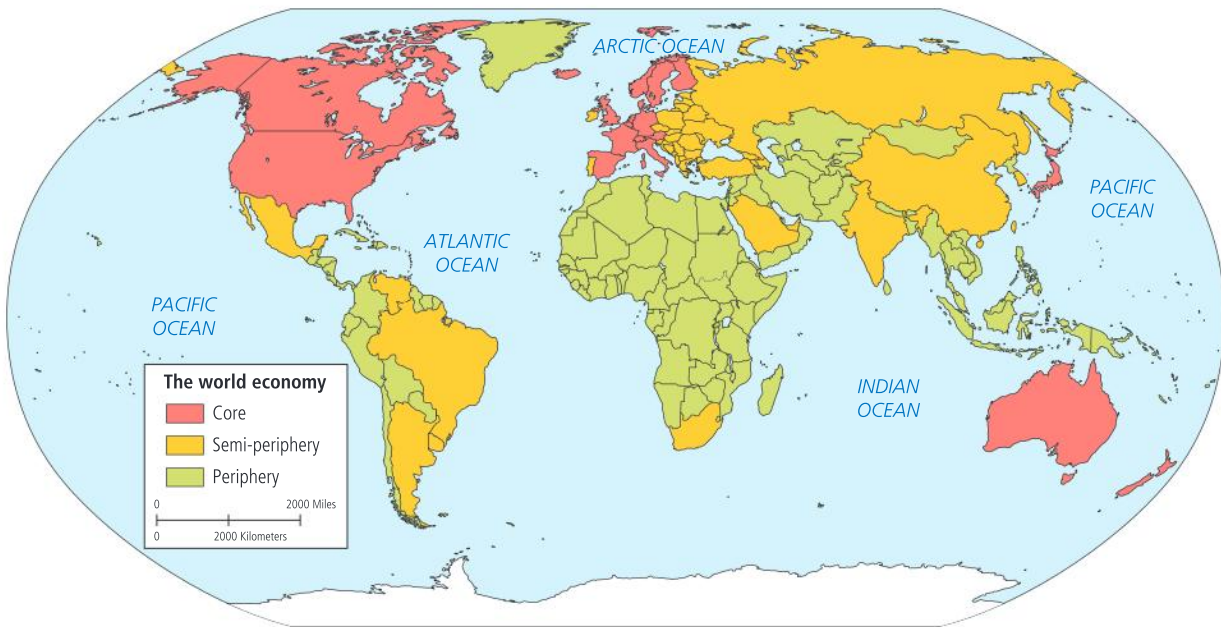 ARCTIC OCEAN
ATLANTIC
OCEAN
PACIFIC
OCEAN
PACIFIC
OCEAN
INDIAN
OCEAN
The world economy
Core
Semi-periphery
Periphery
0 2000 Miles
0 2000 Kilometers